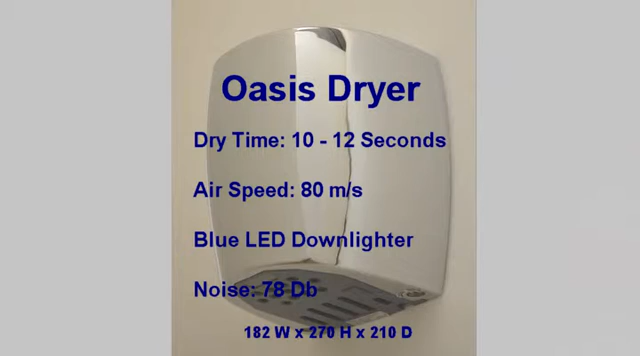 Oasis Dryer
Dry Time: 10 - 12 Seconds
Air Speed: 80 m/s
Blue LED Downlighter
Noise: 78 Db
182 W x 270 H x 210 D